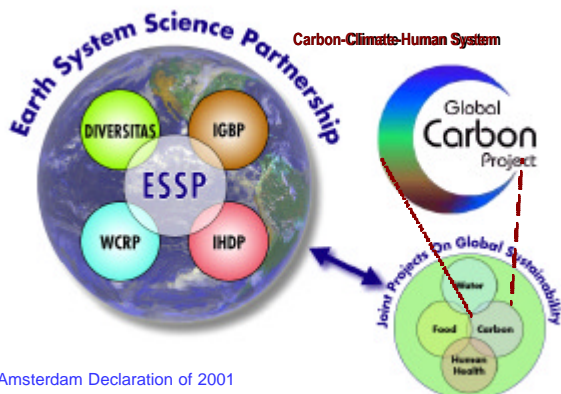 Earth System Science Partnership
DIVERSITAS
IGBP
ESSP
WCRP
IHDP
Carbon-Climate-Human System
Global
Carbon
Project
Joint Projects On Global Sustainability
Water
Food
Carbon
Human
Health
Amsterdam Declaration of 2001